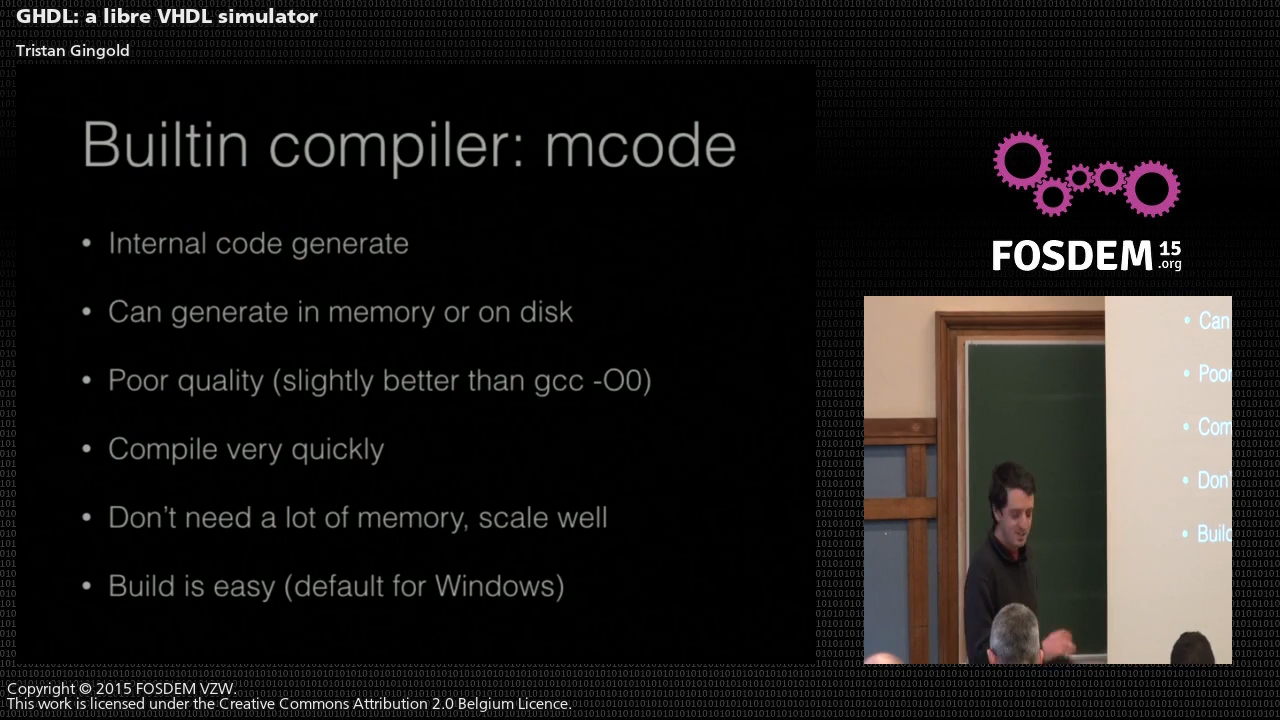 GHDL: a libre VHDL simulator
Tristan Gingold
Builtin compiler: mcode
• Internal code generate
• Can generate in memory or on disk
• Poor quality (slightly better than gcc -O0)
• Compile very quickly
• Don't need a lot of memory, scale well
• Build is easy (default for Windows)
FOSDEM 15
.org
• Can
• Poor
• Com
• Don'
• Build
Copyright © 2015 FOSDEM VZW.
This work is licensed under the Creative Commons Attribution 2.0 Belgium Licence.